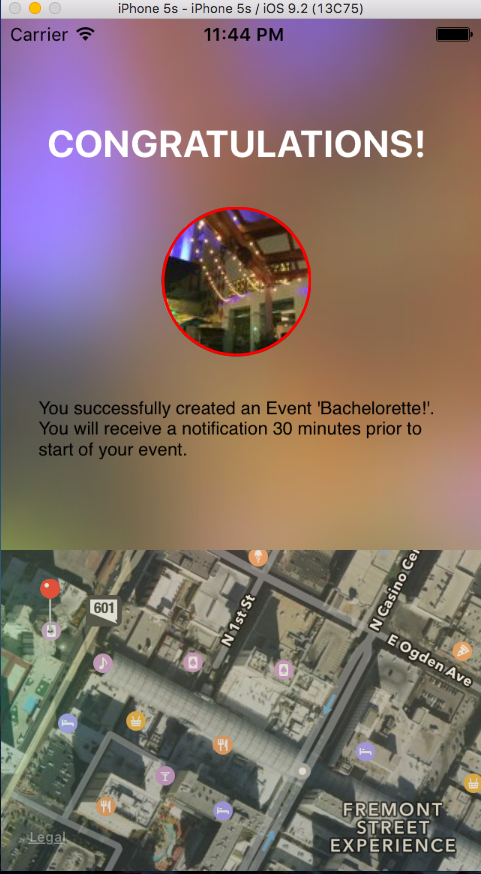 iPhone 5s - iPhone 5s / iOS 9.2 (13C75)
Carrier 11:44 PM
CONGRATULATIONS!
You successfully created an Event 'Bachelorette!'.
You will receive a notification 30 minutes prior to
start of your event.
601
N 1st St
N Casino Cen
E Ogden Ave
FREMONT
STREET
EXPERIENCE
Legal